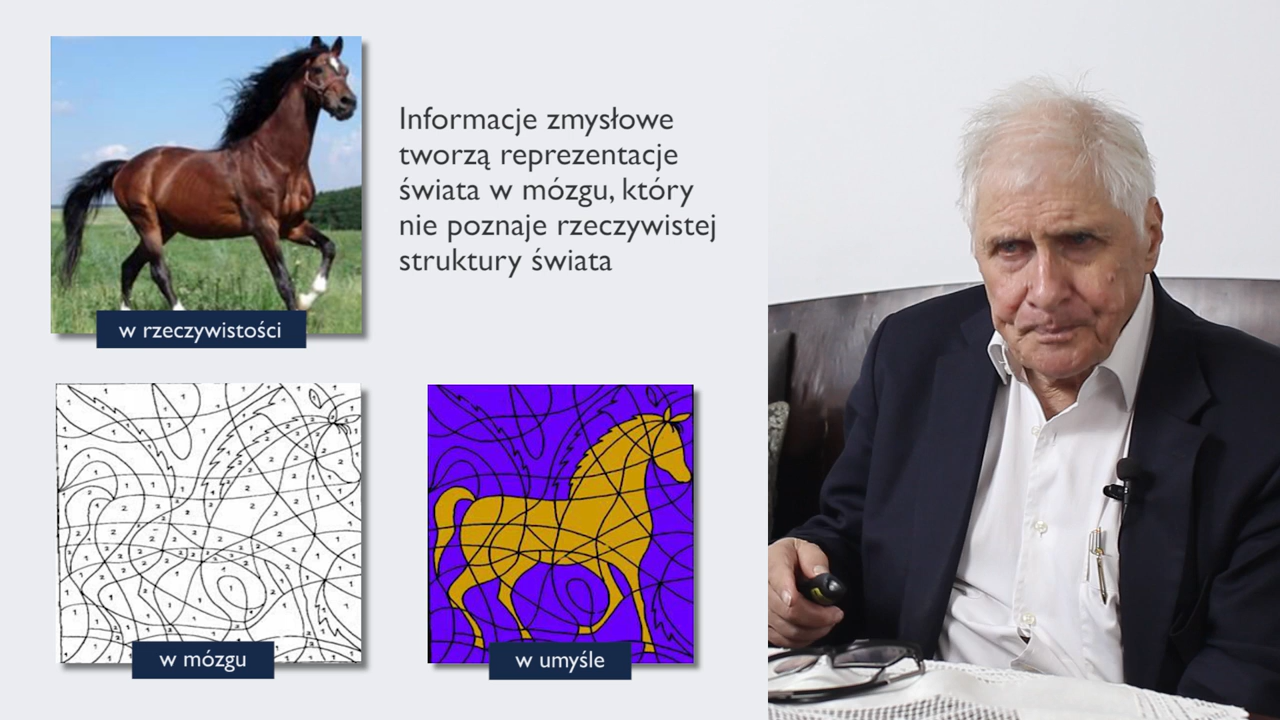 Informacje zmysłowe
tworzą reprezentacje
świata w mózgu, który
nie poznaje rzeczywistej
struktury świata
w rzeczywistości
w mózgu
w umyśle